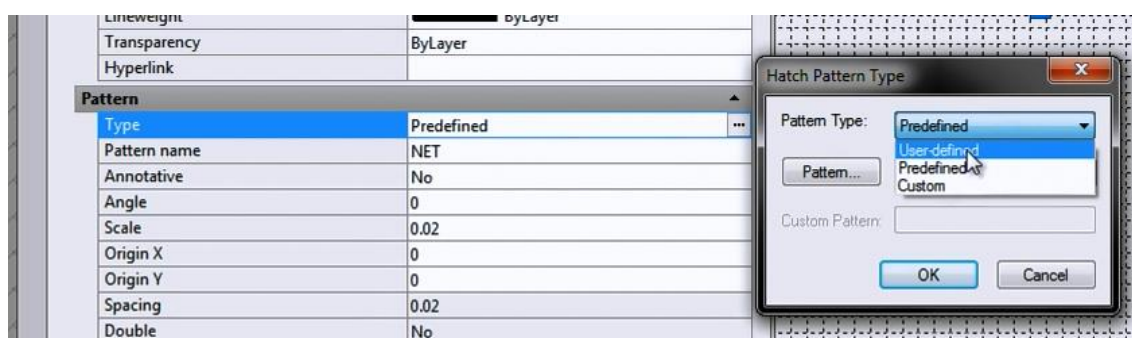 Lineweight ByLayer
Transparency ByLayer
Hyperlink
Pattern
Type Predefined ...
Pattern name NET
Annotative No
Angle 0
Scale 0.02
Origin X 0
Origin Y 0
Spacing 0.02
Double No
Hatch Pattern Type
Pattern Type: Predefined
User-defined
Predefined
Custom
Pattern...
Custom Pattern:
OK Cancel